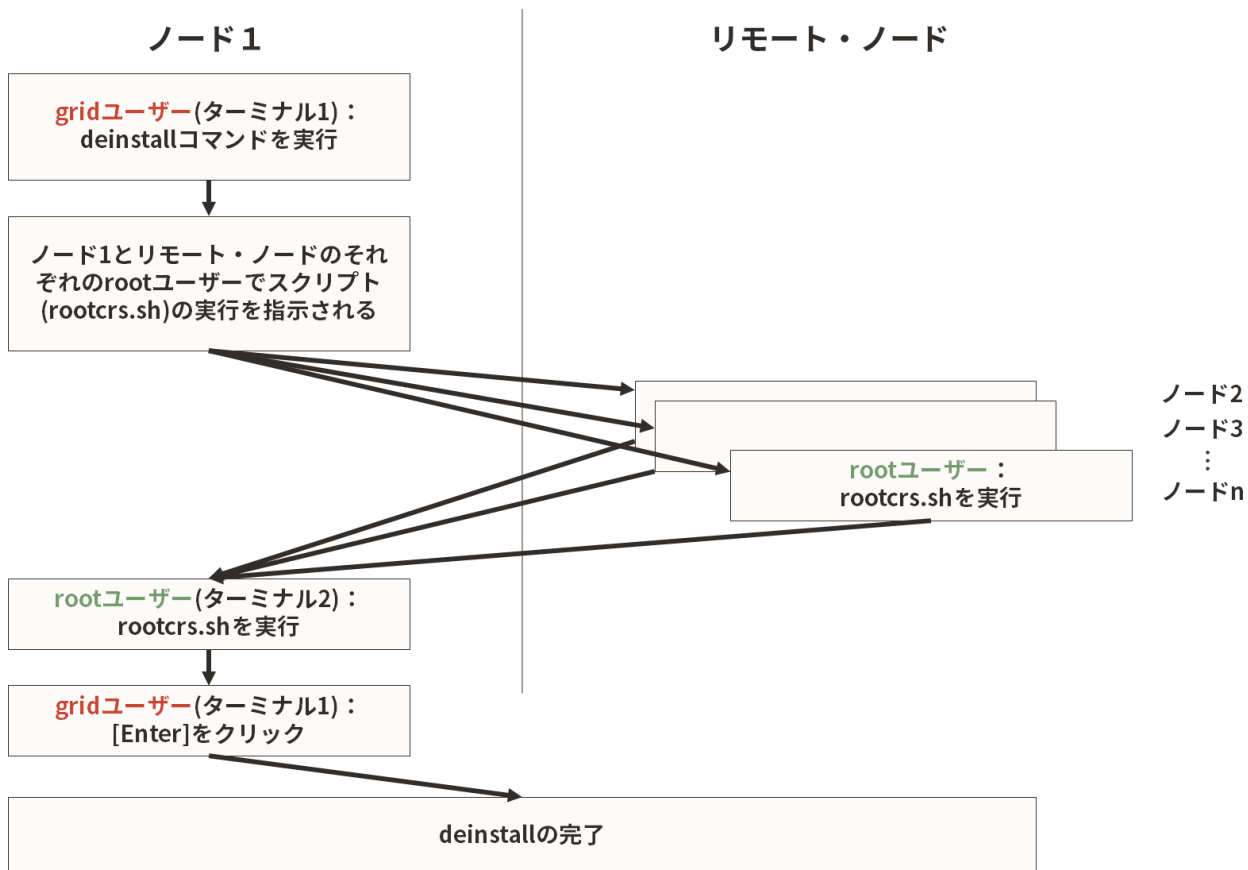 ノード１
リモート・ノード
gridユーザー(ターミナル1)：
deinstallコマンドを実行
ノード1とリモート・ノードのそれ
ぞれのrootユーザーでスクリプト
(rootcrs.sh)の実行を指示される
ノード2
ノード3
⋮
ノードn
rootユーザー：
rootcrs.shを実行
rootユーザー(ターミナル2)：
rootcrs.shを実行
gridユーザー(ターミナル1)：
[Enter]をクリック
deinstallの完了